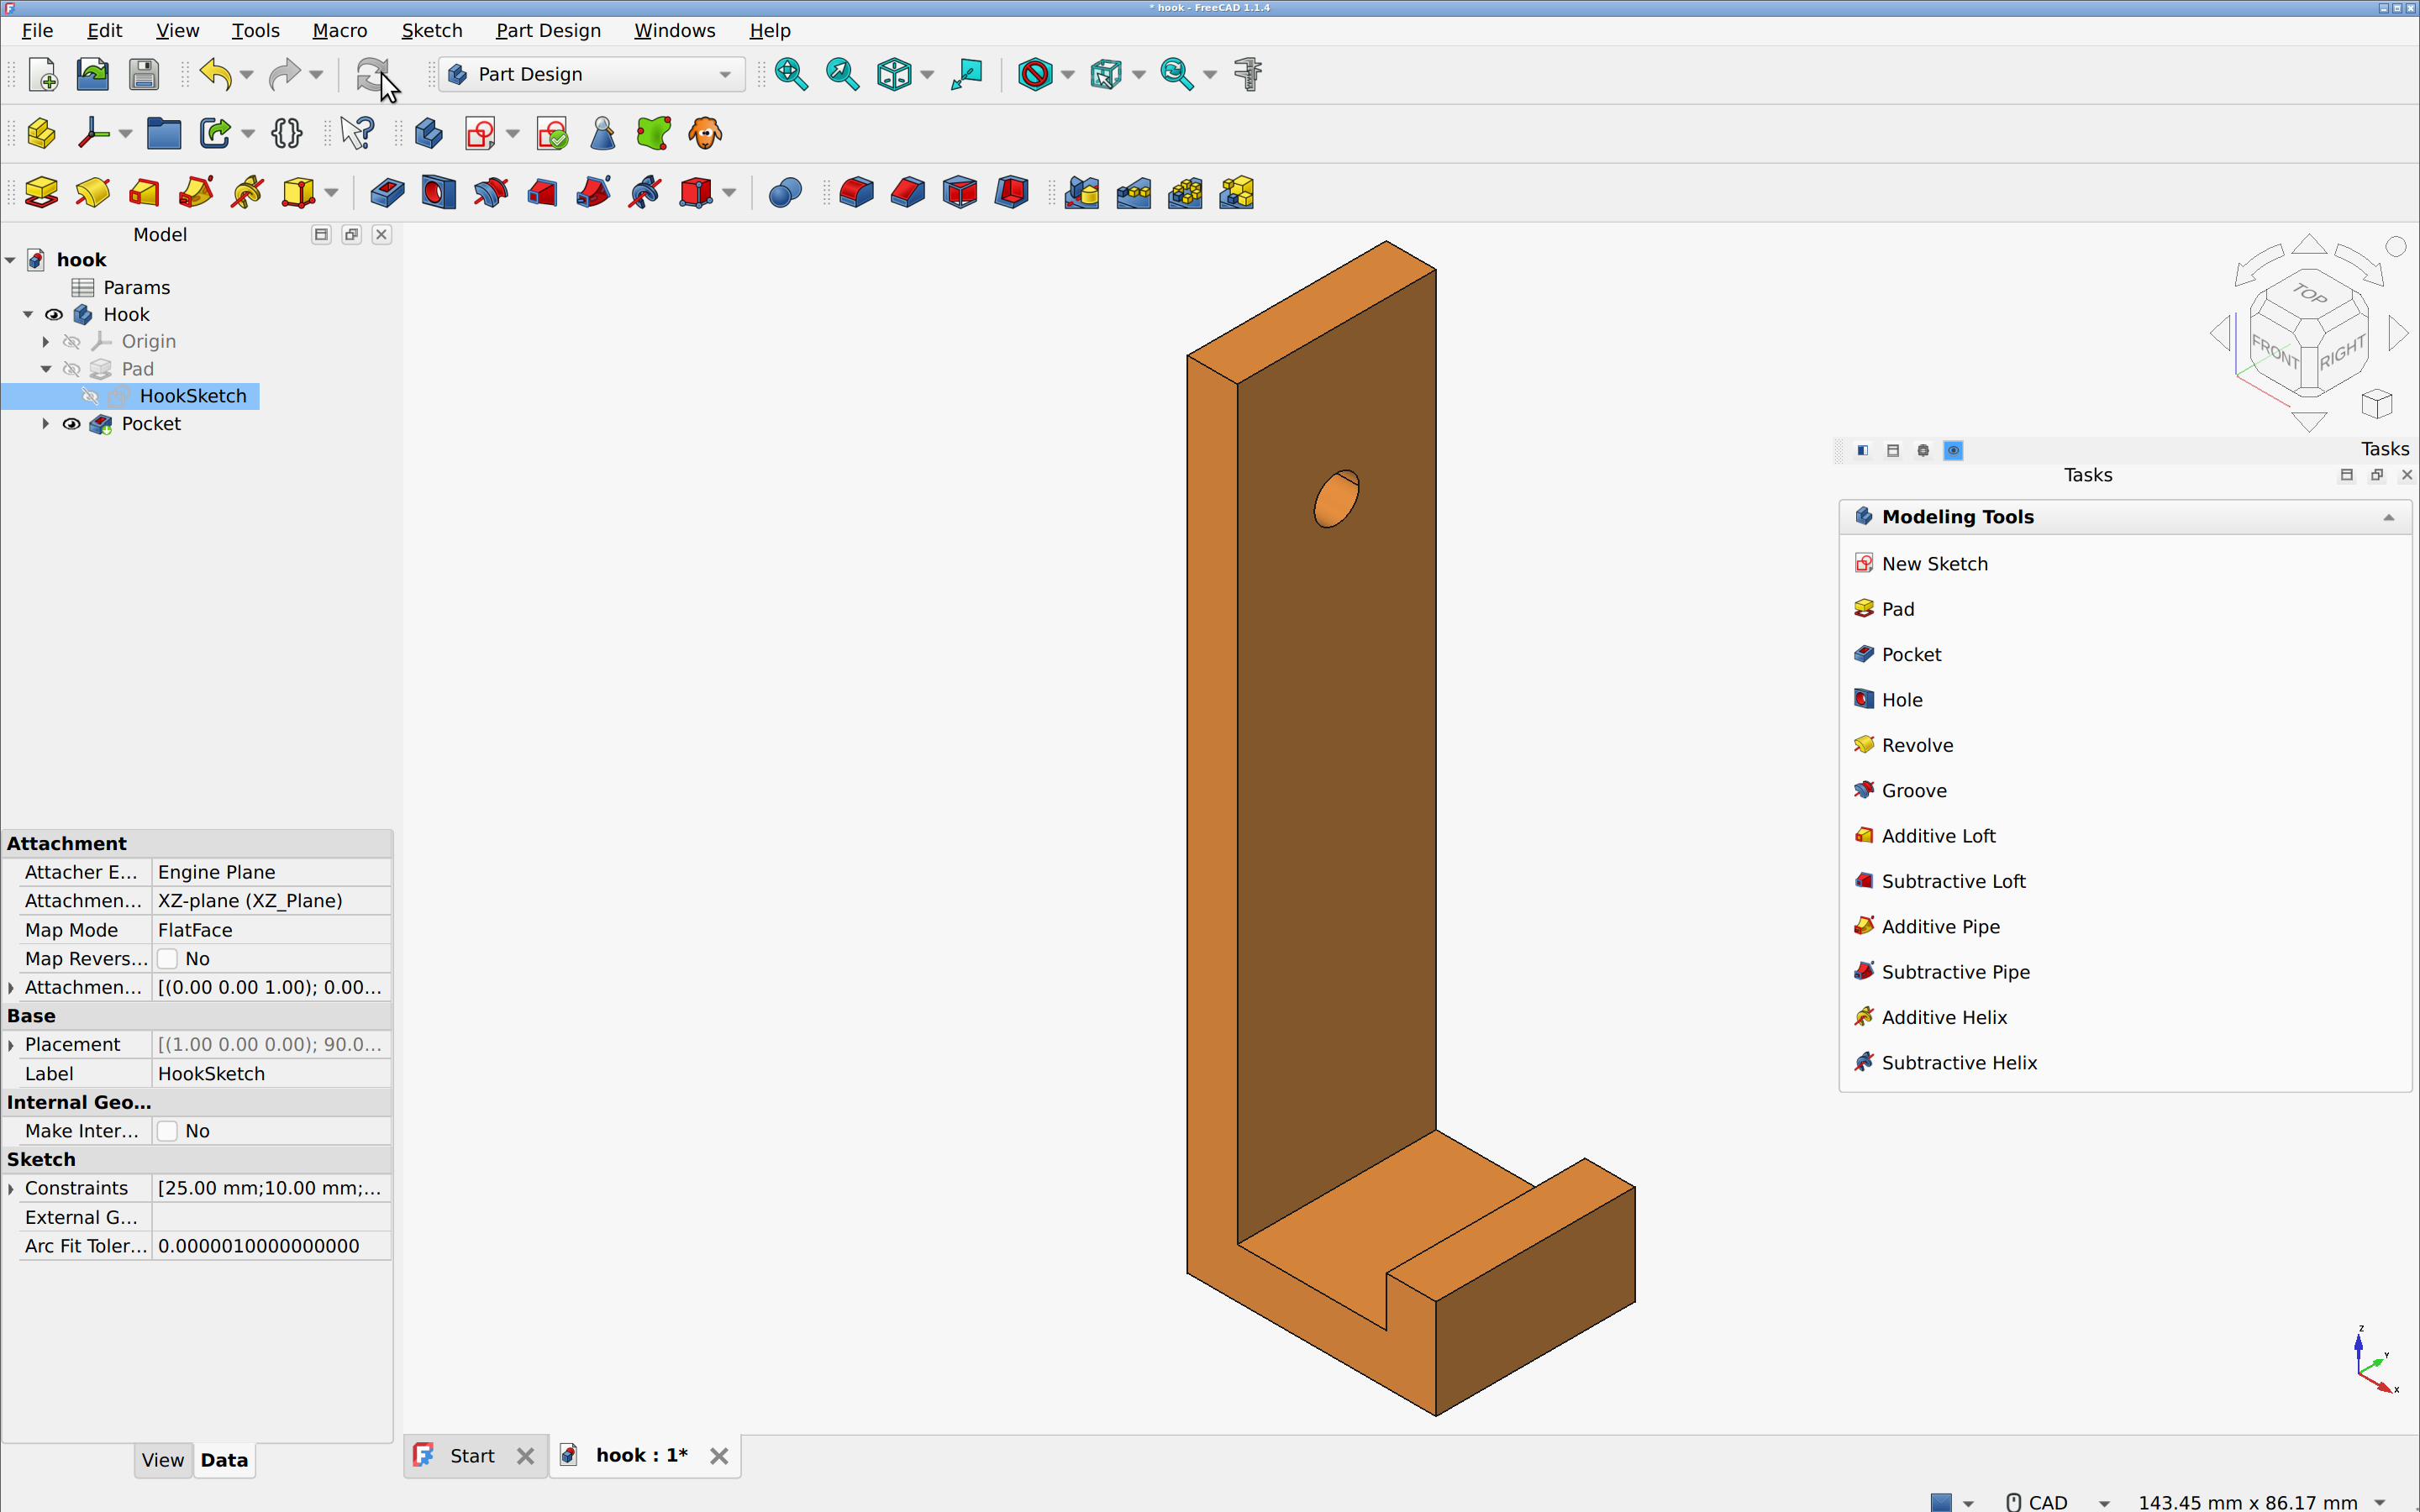 * hook - FreeCAD 1.1.4
File Edit View Tools Macro Sketch Part Design Windows Help
Part Design
Model
hook
Params
Hook
Origin
Pad
HookSketch
Pocket
TOP
FRONT
RIGHT
Tasks
Tasks
Modeling Tools
New Sketch
Pad
Pocket
Hole
Revolve
Groove
Additive Loft
Subtractive Loft
Additive Pipe
Subtractive Pipe
Additive Helix
Subtractive Helix
Attachment
Attacher E... Engine Plane
Attachmen... XZ-plane (XZ_Plane)
Map Mode FlatFace
Map Revers... No
Attachmen... [(0.00 0.00 1.00); 0.00...
Base
Placement [(1.00 0.00 0.00); 90.0...
Label HookSketch
Internal Geo...
Make Inter... No
Sketch
Constraints [25.00 mm;10.00 mm;...
External G...
Arc Fit Toler... 0.0000010000000000
Z
Y
X
View Data
Start
hook : 1*
CAD
143.45 mm x 86.17 mm